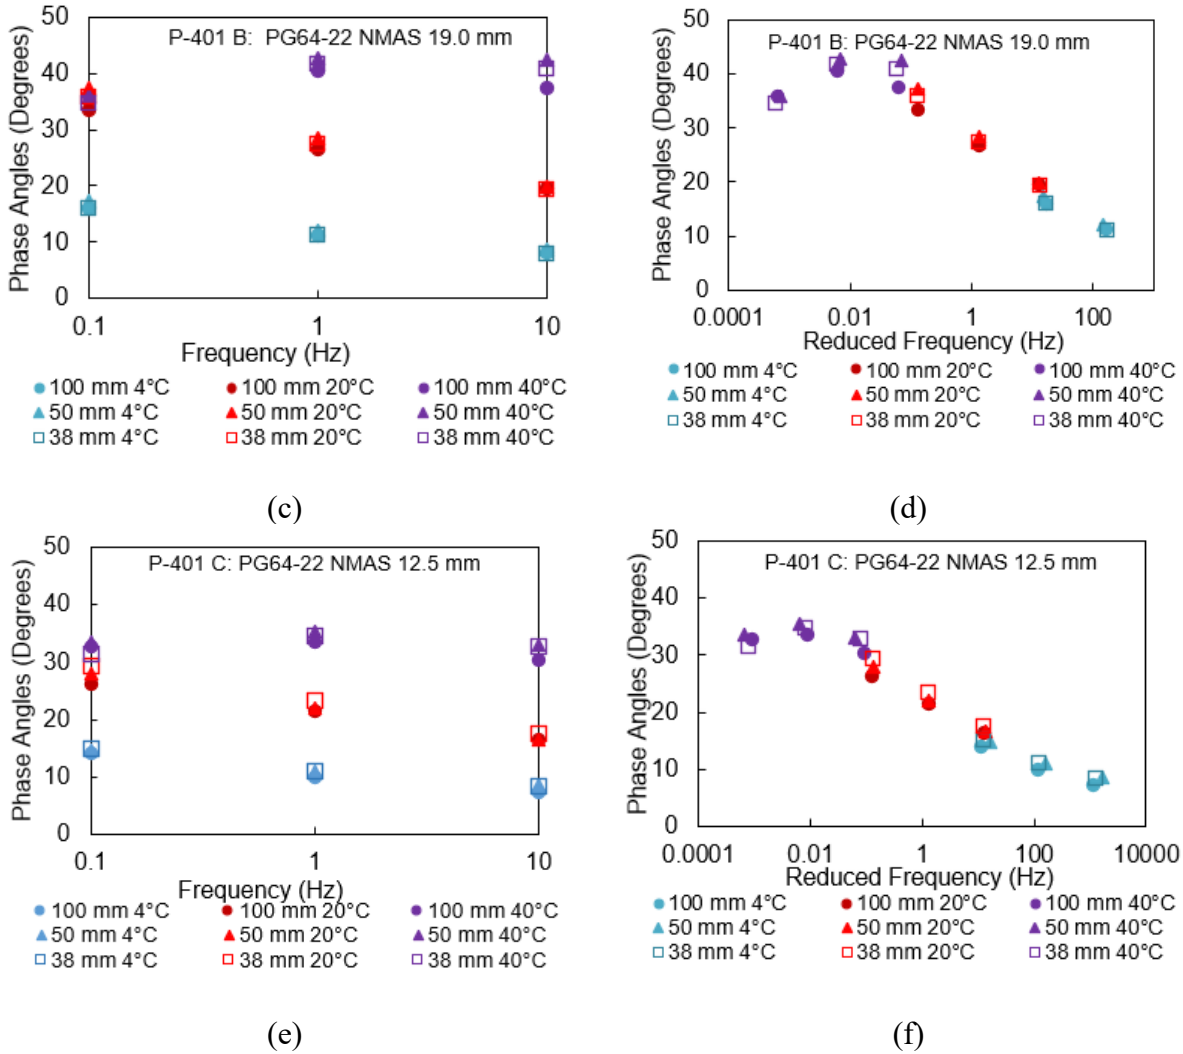 P-401 B: PG64-22 NMAS 19.0 mm
Phase Angles (Degrees)
50
40
30
20
10
0
0.1 1 10
Frequency (Hz)
100 mm 4°C 100 mm 20°C 100 mm 40°C
50 mm 4°C 50 mm 20°C 50 mm 40°C
38 mm 4°C 38 mm 20°C 38 mm 40°C
(c)
P-401 B: PG64-22 NMAS 19.0 mm
Phase Angles (Degrees)
50
40
30
20
10
0
0.0001 0.01 1 100
Reduced Frequency (Hz)
100 mm 4°C 100 mm 20°C 100 mm 40°C
50 mm 4°C 50 mm 20°C 50 mm 40°C
38 mm 4°C 38 mm 20°C 38 mm 40°C
(d)
P-401 C: PG64-22 NMAS 12.5 mm
Phase Angles (Degrees)
50
40
30
20
10
0
0.1 1 10
Frequency (Hz)
100 mm 4°C 100 mm 20°C 100 mm 40°C
50 mm 4°C 50 mm 20°C 50 mm 40°C
38 mm 4°C 38 mm 20°C 38 mm 40°C
(e)
P-401 C: PG64-22 NMAS 12.5 mm
Phase Angles (Degrees)
50
40
30
20
10
0
0.0001 0.01 1 100 10000
Reduced Frequency (Hz)
100 mm 4°C 100 mm 20°C 100 mm 40°C
50 mm 4°C 50 mm 20°C 50 mm 40°C
38 mm 4°C 38 mm 20°C 38 mm 40°C
(f)